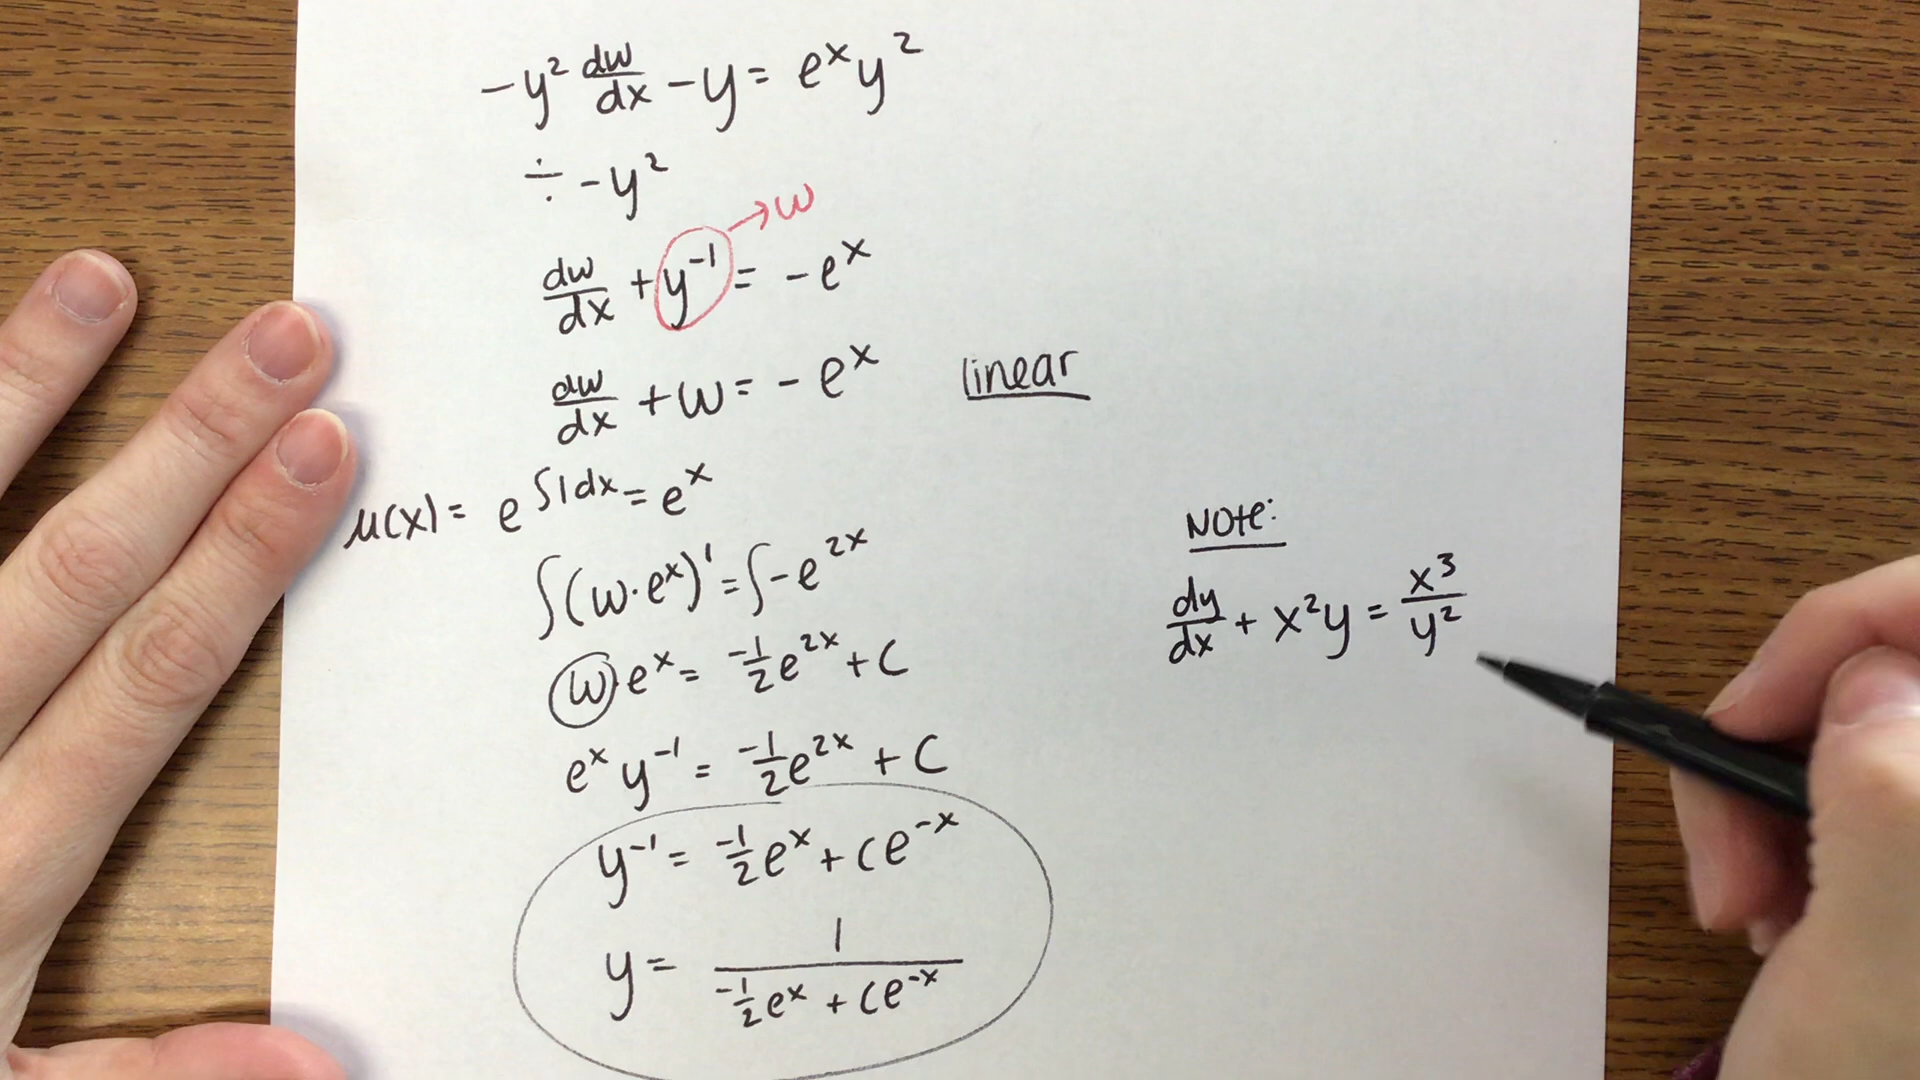 -y² dw/dx - y = eˣy²
÷ -y²
→w
dw/dx + y⁻¹ = -eˣ
dw/dx + w = -eˣ linear
μ(x) = e^∫1dx = eˣ
∫(w·eˣ)' = ∫-e²ˣ
w eˣ = -1/2 e²ˣ + C
eˣ y⁻¹ = -1/2 e²ˣ + C
y⁻¹ = -1/2 eˣ + Ce⁻ˣ
y = 1/(-1/2 eˣ + Ce⁻ˣ)
Note:
dy/dx + x²y = x³/y²